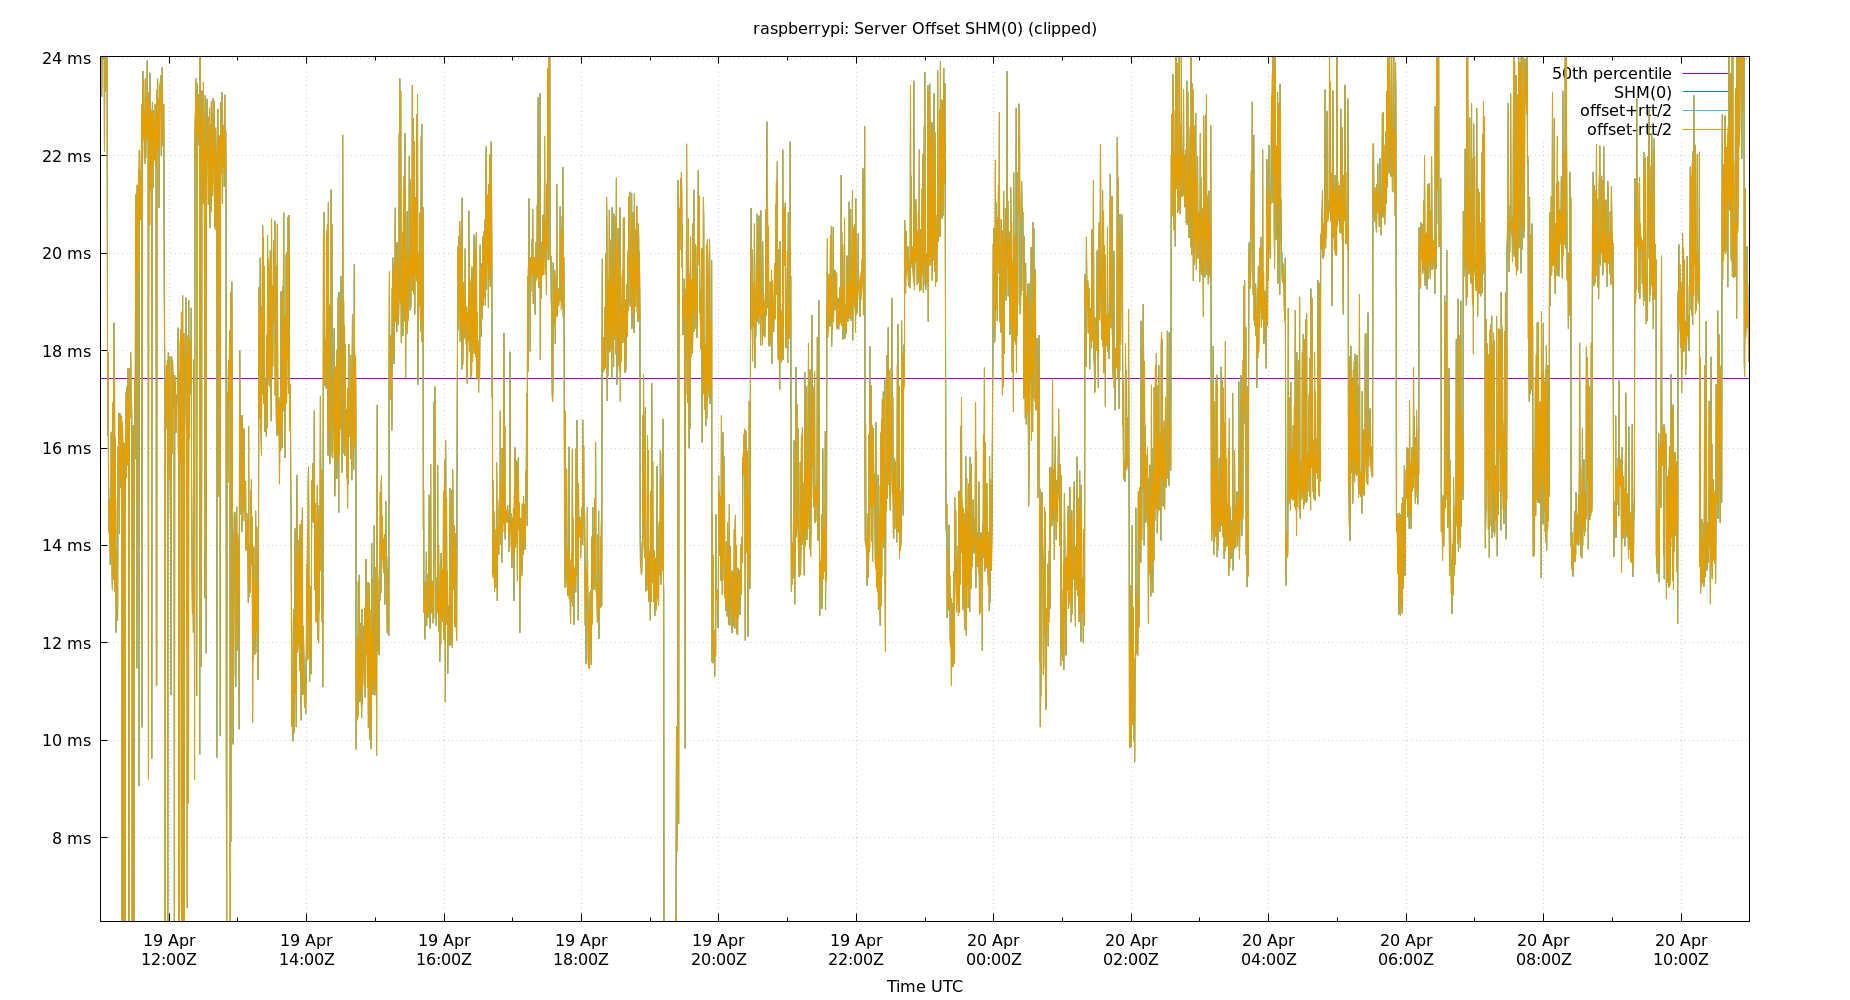 raspberrypi: Server Offset SHM(0) (clipped)
24 ms
22 ms
20 ms
18 ms
16 ms
14 ms
12 ms
10 ms
8 ms
50th percentile
SHM(0)
offset+rtt/2
offset-rtt/2
19 Apr 19 Apr 19 Apr 19 Apr 19 Apr 19 Apr 20 Apr 20 Apr 20 Apr 20 Apr 20 Apr 20 Apr
12:00Z 14:00Z 16:00Z 18:00Z 20:00Z 22:00Z 00:00Z 02:00Z 04:00Z 06:00Z 08:00Z 10:00Z
Time UTC